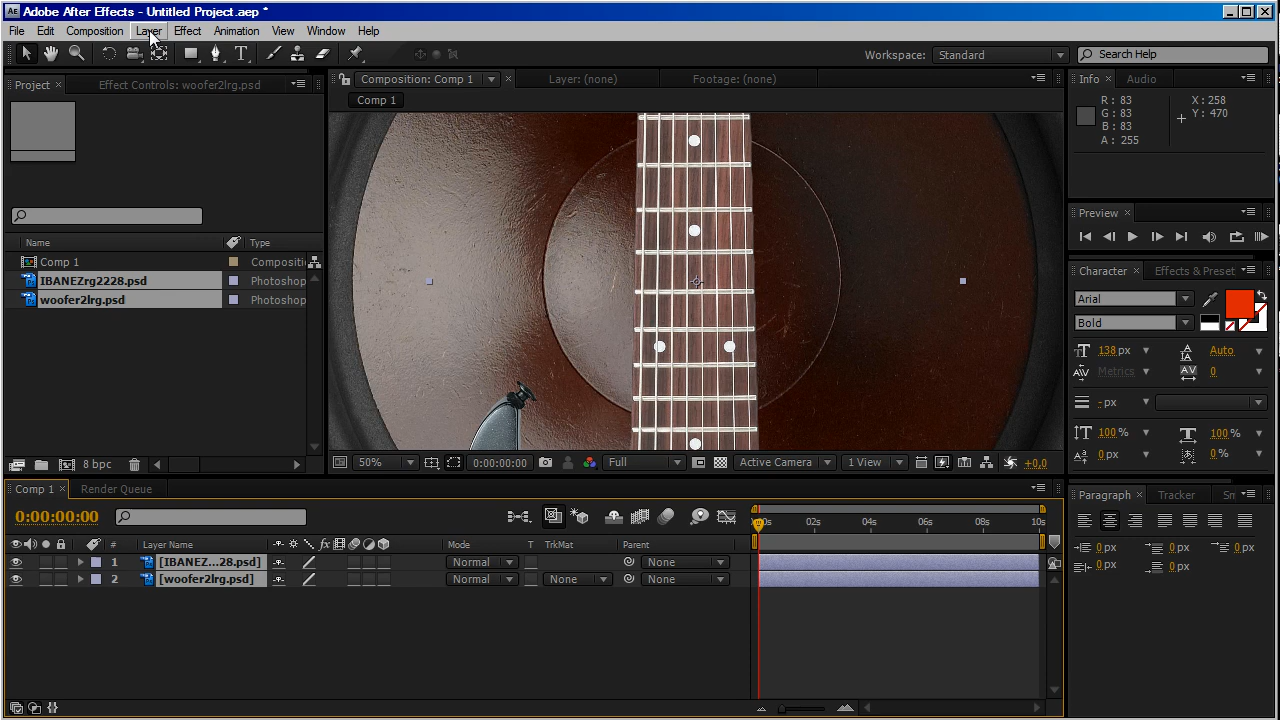 Adobe After Effects - Untitled Project.aep *
File Edit Composition Layer Effect Animation View Window Help
Workspace: Standard Search Help
Project Effect Controls: woofer2lrg.psd
Composition: Comp 1 Layer: (none) Footage: (none)
Info Audio
Comp 1
R : 83 X: 258
G : 83 Y: 470
B : 83
A : 255
Preview
Name Type
Comp 1 Compositi
IBANEZrg2228.psd Photoshop
woofer2lrg.psd Photoshop
Character Effects & Preset
Arial
Bold
138 px Auto
Metrics 0
- px
100 % 100 %
0 px 0 %
8 bpc
50% 0:00:00:00 Full Active Camera 1 View +0,0
Comp 1 Render Queue
Paragraph Tracker Sm
0:00:00:00
00s 02s 04s 06s 08s 10s
# Layer Name Mode T TrkMat Parent
1 [IBANEZ...28.psd] Normal None
2 [woofer2lrg.psd] Normal None None
0 px 0 px 0 px
0 px 0 px